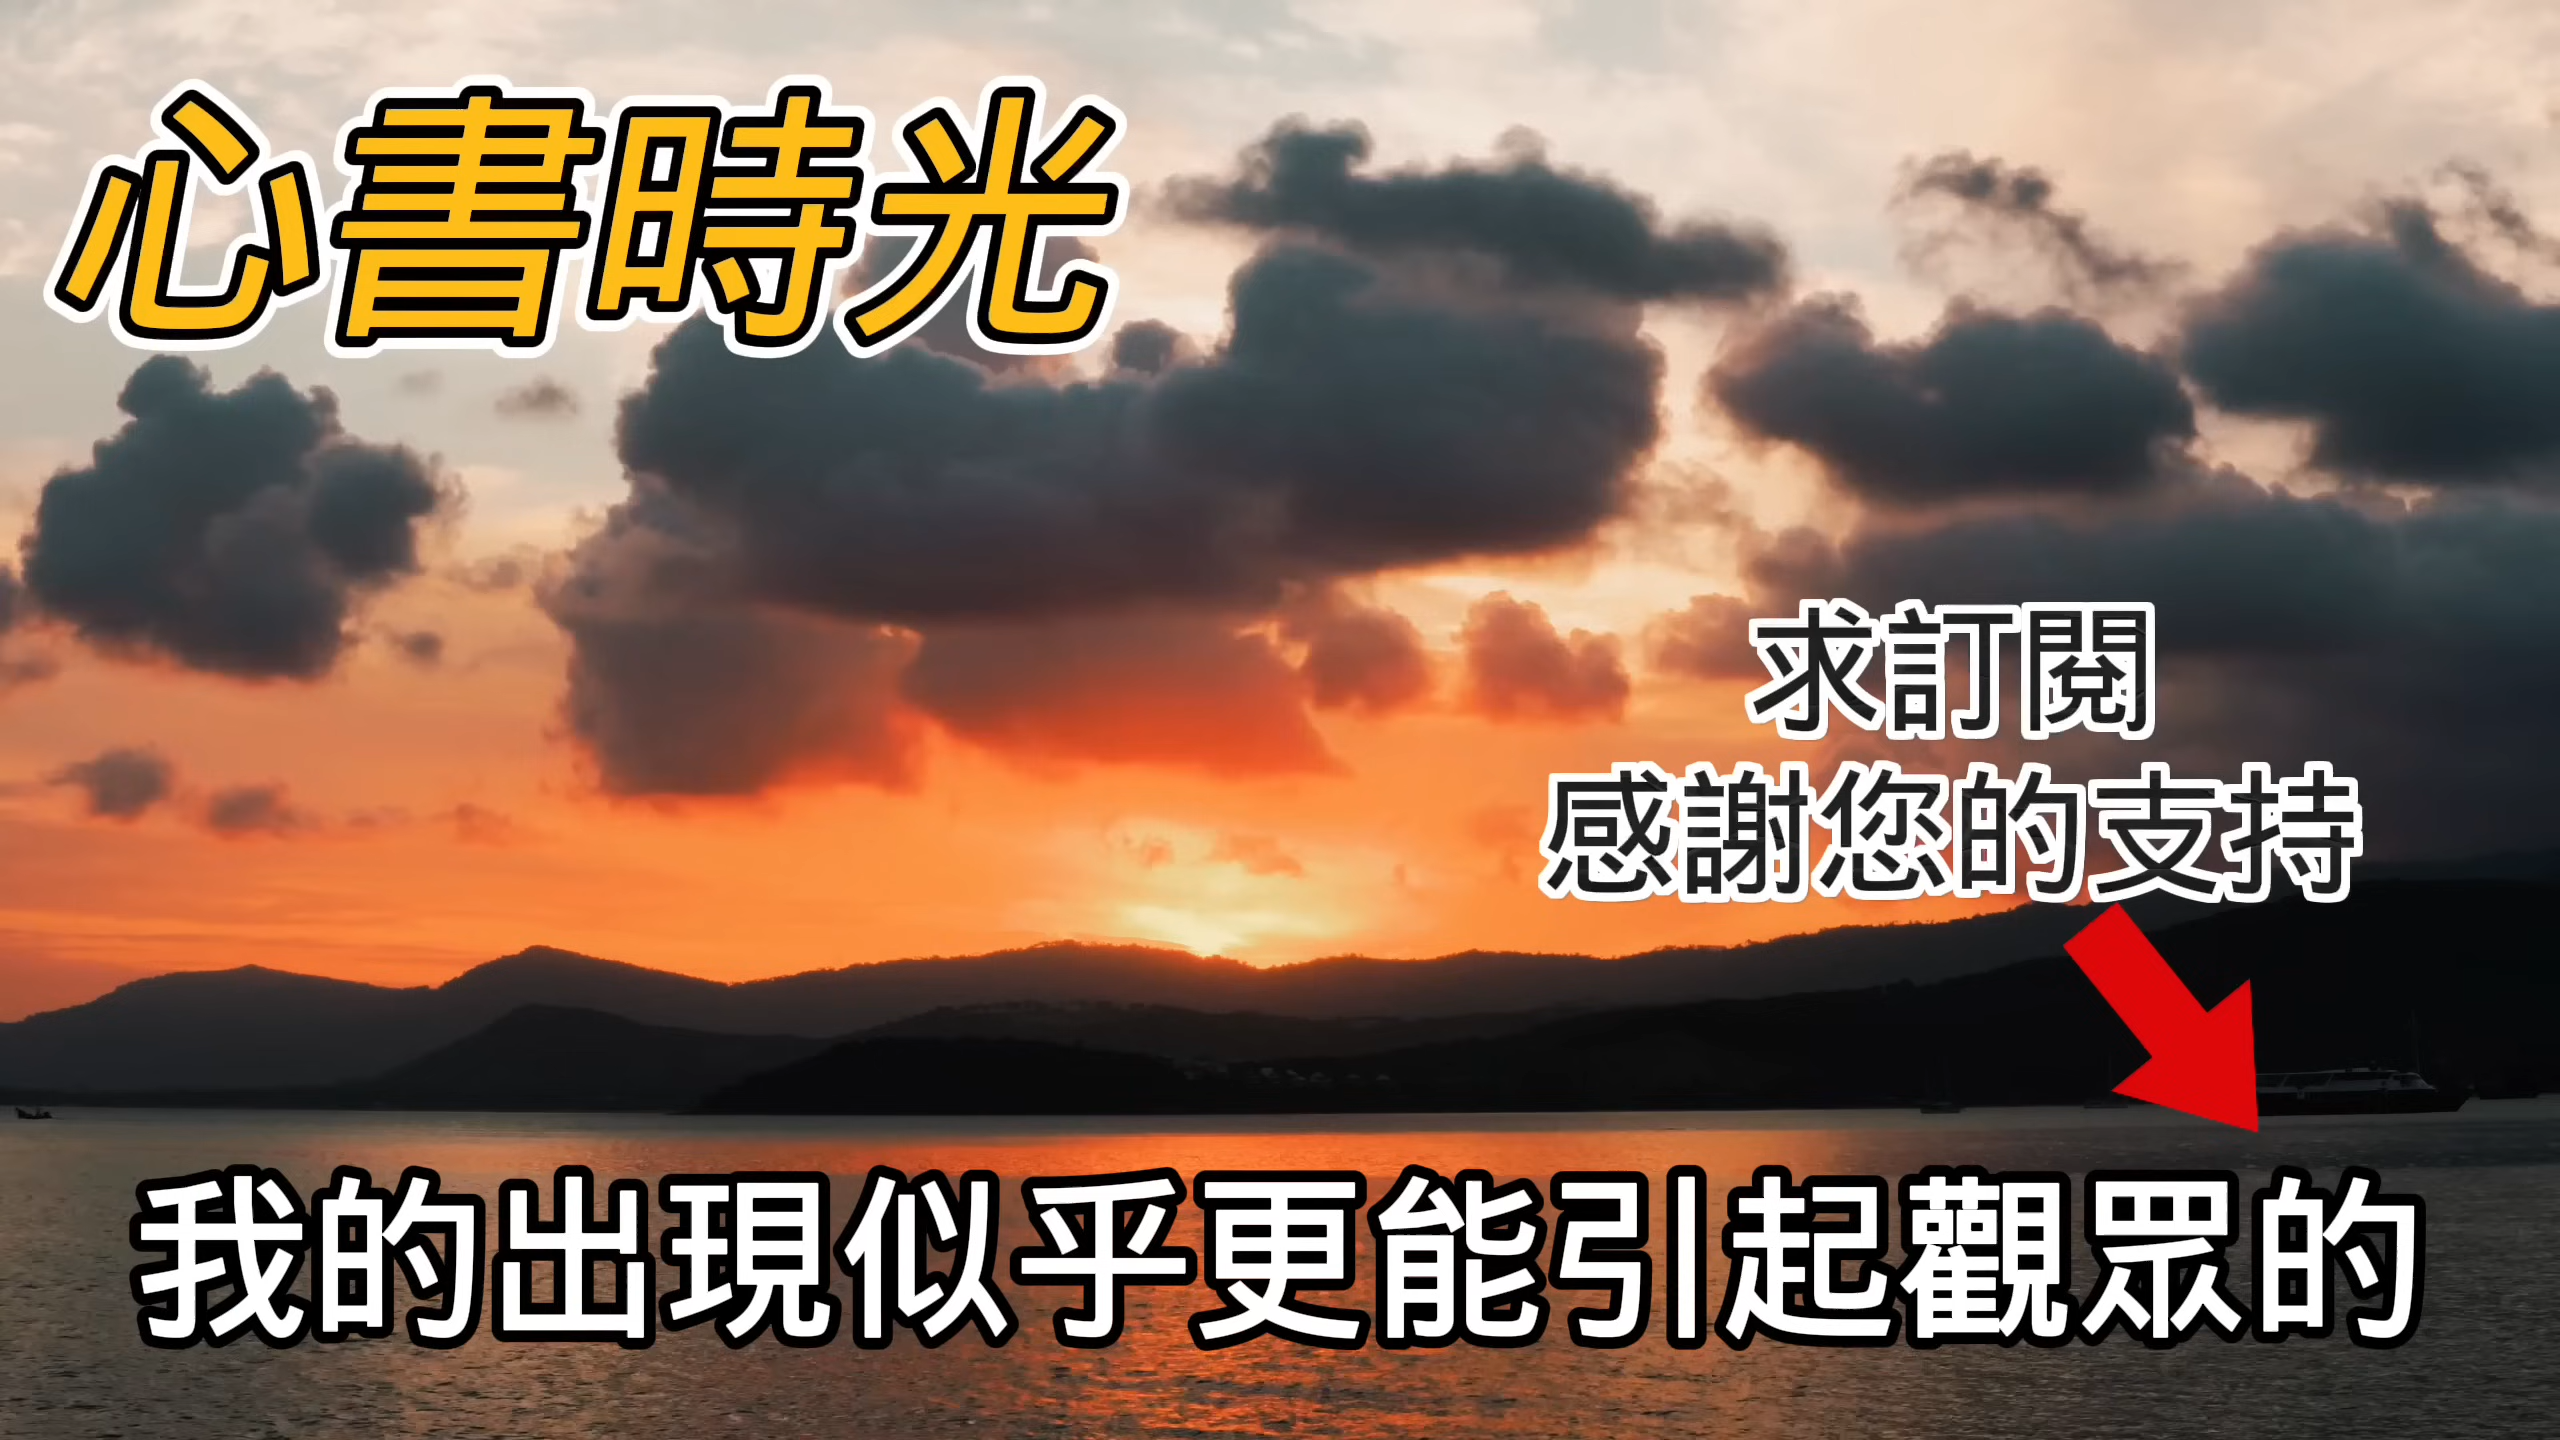 心書時光
求訂閱
感謝您的支持
我的出現似乎更能引起觀眾的